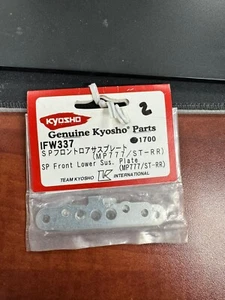 2
KYOSHO
Genuine Kyosho® Parts
IFW337 ●1700
SPフロントロアサスプレート
(MP777/ST-RR)
SP Front Lower Sus. Plate
(MP777/ST-RR)
TEAM KYOSHO K INTERNATIONAL